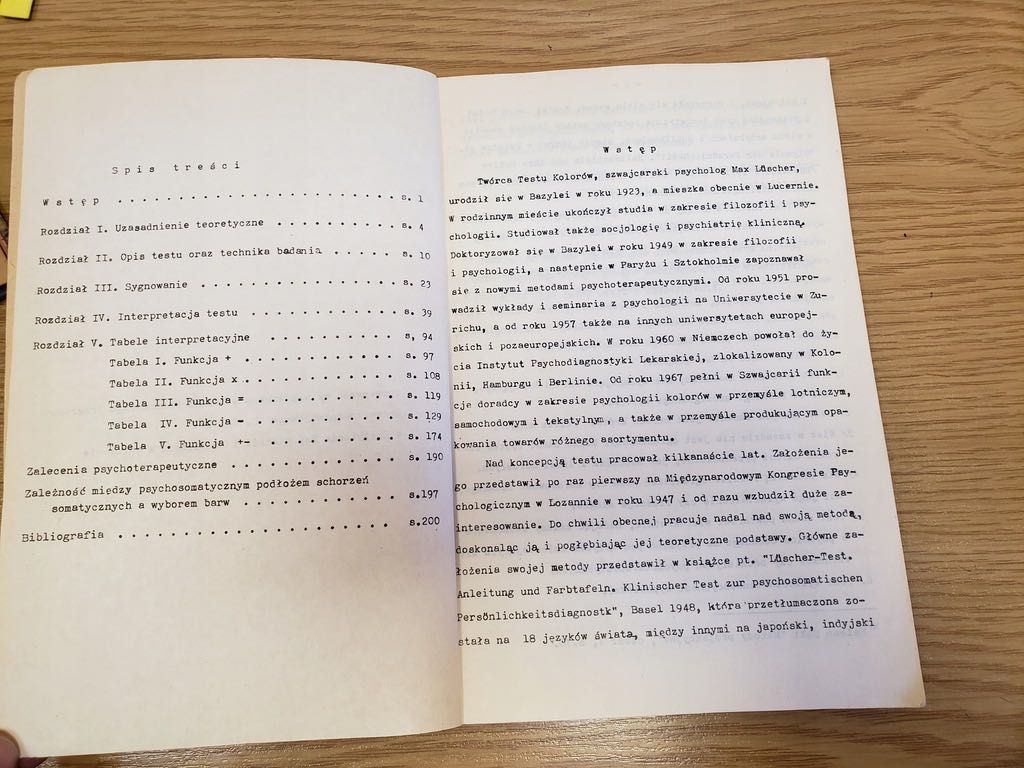 Spis treści
Wstęp . . . . . . . . . . . . . . . . . . . . . . . . s. 1
Rozdział I. Uzasadnienie teoretyczne . . . . . . . . . . s. 4
Rozdział II. Opis testu oraz technika badania . . . . . s. 10
Rozdział III. Sygnowanie . . . . . . . . . . . . . . . . s. 23
Rozdział IV. Interpretacja testu . . . . . . . . . . . . s. 39
Rozdział V. Tabele interpretacyjne . . . . . . . . . . . s, 94
Tabela I. Funkcja + . . . . . . . . . . . . s. 97
Tabela II. Funkcja x . . . . . . . . . . . . s. 108
Tabela III. Funkcja = . . . . . . . . . . . s. 119
Tabela IV. Funkcja - . . . . . . . . . . . s. 129
Tabela V. Funkcja +- . . . . . . . . . . . s. 174
Zalecenia psychoterapeutyczne . . . . . . . . . . . . . s. 190
Zależność między psychosomatycznym podłożem schorzeń
somatycznych a wyborem barw . . . . . . . . . . . . s.197
Bibliografia . . . . . . . . . . . . . . . . . . . . s.200
Wstęp
Twórca Testu Kolorów, szwajcarski psycholog Max Lüscher,
urodził się w Bazylei w roku 1923, a mieszka obecnie w Lucernie.
W rodzinnym mieście ukończył studia w zakresie filozofii i psy-
chologii. Studiował także socjologię i psychiatrię kliniczną.
Doktoryzował się w Bazylei w roku 1949 w zakresie filozofii
i psychologii, a następnie w Paryżu i Sztokholmie zapoznawał
się z nowymi metodami psychoterapeutycznymi. Od roku 1951 pro-
wadził wykłady i seminaria z psychologii na Uniwersytecie w Zu-
richu, a od roku 1957 także na innych uniwersytetach europej-
skich i pozaeuropejskich. W roku 1960 w Niemczech powołał do ży-
cia Instytut Psychodiagnostyki Lekarskiej, zlokalizowany w Kolo-
nii, Hamburgu i Berlinie. Od roku 1967 pełni w Szwajcarii funk-
cje doradcy w zakresie psychologii kolorów w przemyśle lotniczym,
samochodowym i tekstylnym, a także w przemyśle produkującym opa-
kowania towarów różnego asortymentu.
Nad koncepcją testu pracował kilkanaście lat. Założenia je-
go przedstawił po raz pierwszy na Międzynarodowym Kongresie Psy-
chologicznym w Lozannie w roku 1947 i od razu wzbudził duże za-
interesowanie. Do chwili obecnej pracuje nadal nad swoją metodą,
doskonaląc ją i pogłębiając jej teoretyczne podstawy. Główne za-
łożenia swojej metody przedstawił w książce pt. "Lüscher-Test.
Anleitung und Farbtafeln. Klinischer Test zur psychosomatischen
Persönlichkeitsdiagnostk", Basel 1948, która przetłumaczona zo-
stała na 18 języków świata, między innymi na japoński, indyjski